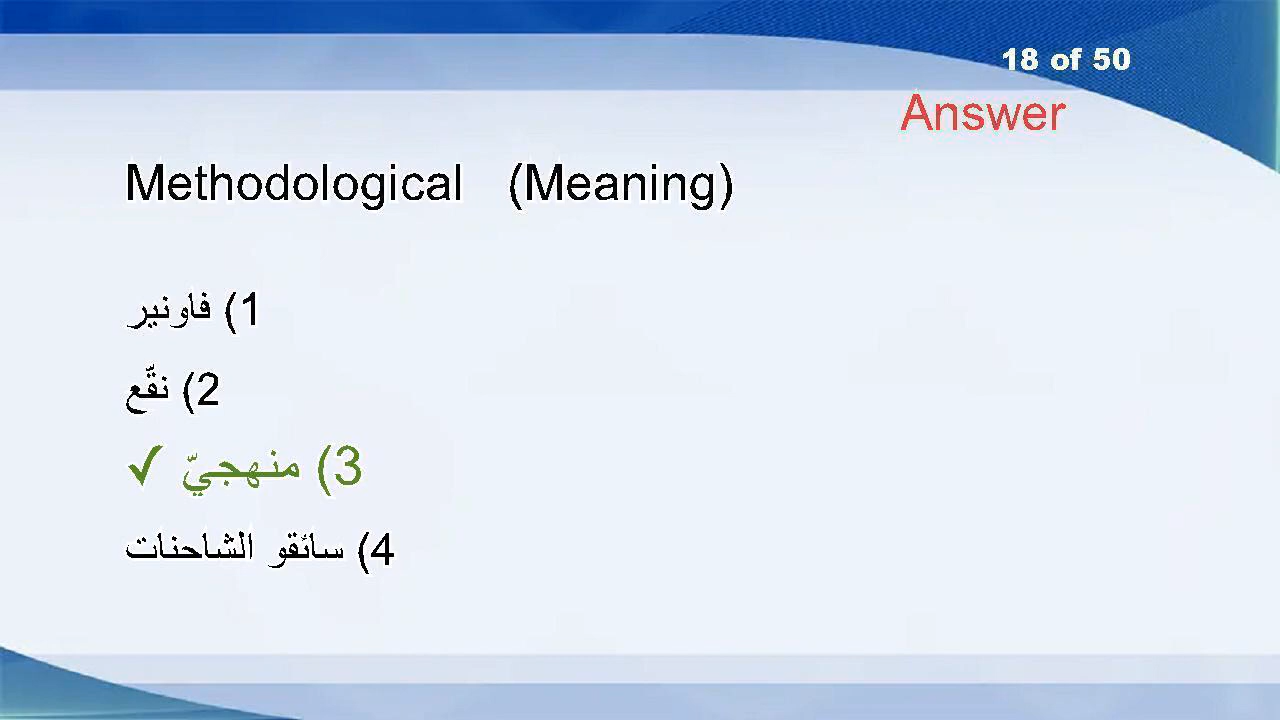 18 of 50
Answer
Methodological (Meaning)
1) فاونير
2) نقّع
3) منهجيّ ✓
4) سائقو الشاحنات